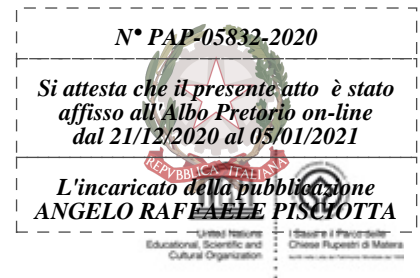 N° PAP-05832-2020
Si attesta che il presente atto è stato
affisso all'Albo Pretorio on-line
dal 21/12/2020 al 05/01/2021
REPVBBLICA ITALIANA
L'incaricato della pubblicazione
ANGELO RAFFAELE PISCIOTTA
United Nations
Educational, Scientific and
Cultural Organization
I Sassi e il Parco delle
Chiese Rupestri di Matera